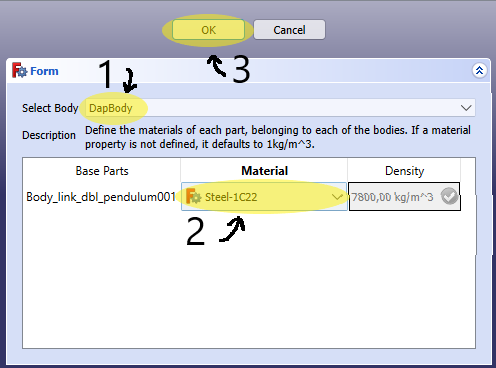 OK Cancel
3
Form
1
Select Body DapBody
Description Define the materials of each part, belonging to each of the bodies. If a material
property is not defined, it defaults to 1kg/m^3.
Base Parts Material Density
Body_link_dbl_pendulum001 Steel-1C22 7800,00 kg/m^3
2